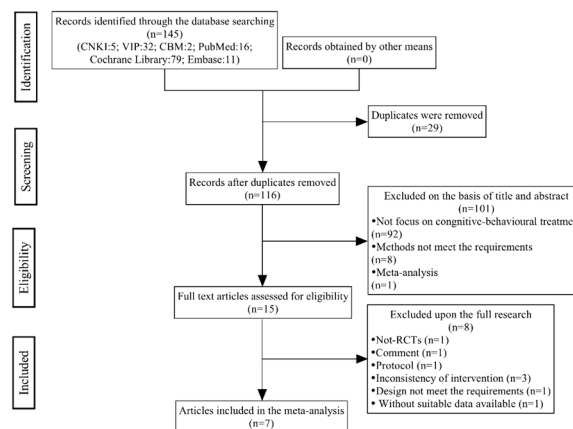 Identification
Records identified through the database searching
(n=145)
(CNKI:5; VIP:32; CBM:2; PubMed:16;
Cochrane Library:79; Embase:11)
Records obtained by other means
(n=0)
Duplicates were removed
(n=29)
Screening
Records after duplicates removed
(n=116)
Excluded on the basis of title and abstract
(n=101)
•Not focus on congnitive-behavioural treatme
(n=92)
•Methods not meet the requirements
(n=8)
•Meta-analysis
(n=1)
Eligibility
Full text articles assessed for eligibility
(n=15)
Excluded upon the full research
(n=8)
•Not-RCTs (n=1)
•Comment (n=1)
•Protocol (n=1)
•Inconsistency of intervention (n=3)
•Design not meet the requirements (n=1)
• Without suitable data available (n=1)
Included
Articles included in the meta-analysis
(n=7)